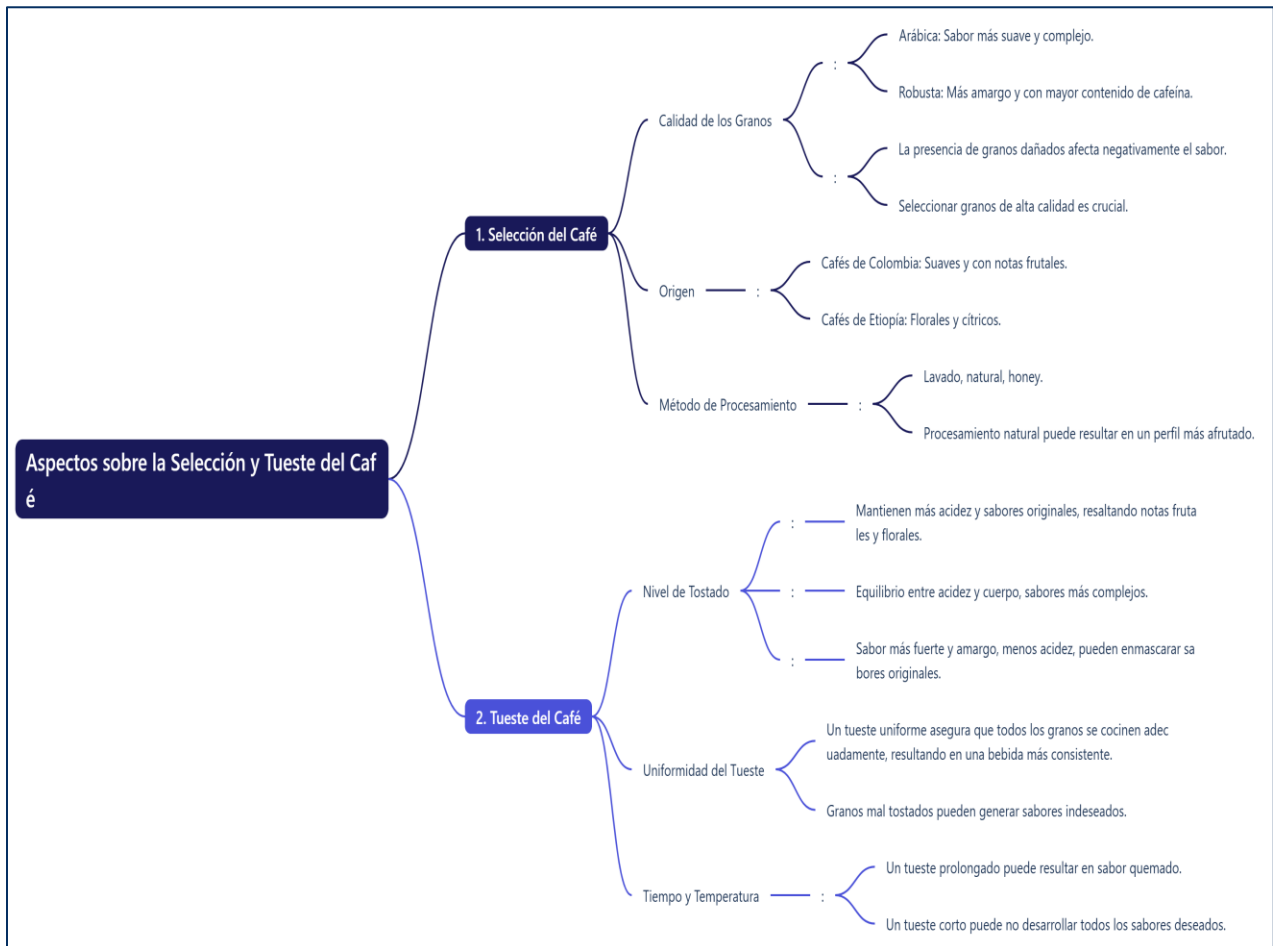 Aspectos sobre la Selección y Tueste del Caf
é
1. Selección del Café
Calidad de los Granos
:
Arábica: Sabor más suave y complejo.
Robusta: Más amargo y con mayor contenido de cafeína.
:
La presencia de granos dañados afecta negativamente el sabor.
Seleccionar granos de alta calidad es crucial.
Origen
:
Cafés de Colombia: Suaves y con notas frutales.
Cafés de Etiopía: Florales y cítricos.
Método de Procesamiento
:
Lavado, natural, honey.
Procesamiento natural puede resultar en un perfil más afrutado.
2. Tueste del Café
Nivel de Tostado
:
Mantienen más acidez y sabores originales, resaltando notas fruta
les y florales.
:
Equilibrio entre acidez y cuerpo, sabores más complejos.
:
Sabor más fuerte y amargo, menos acidez, pueden enmascarar sa
bores originales.
Uniformidad del Tueste
Un tueste uniforme asegura que todos los granos se cocinen adec
uadamente, resultando en una bebida más consistente.
Granos mal tostados pueden generar sabores indeseados.
Tiempo y Temperatura
:
Un tueste prolongado puede resultar en sabor quemado.
Un tueste corto puede no desarrollar todos los sabores deseados.